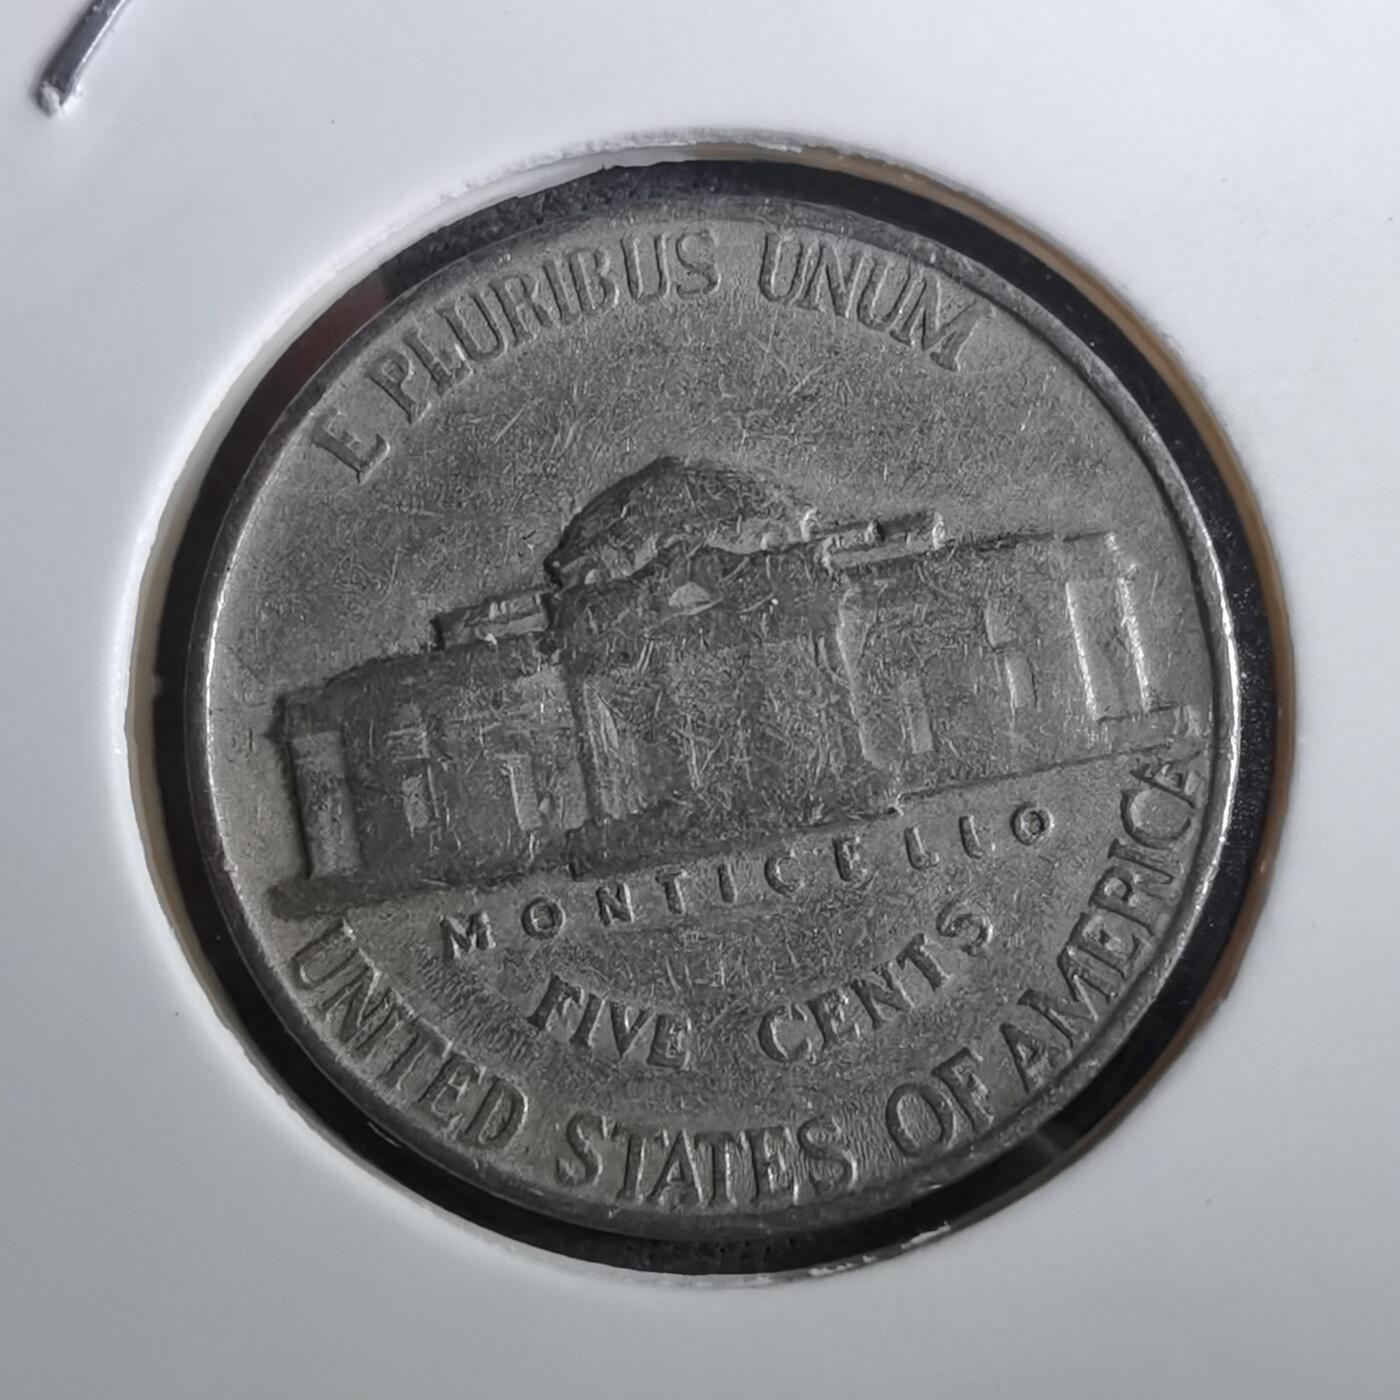 E PLURIBUS UNUM
MONTICELLO
FIVE CENTS
UNITED STATES OF AMERICA